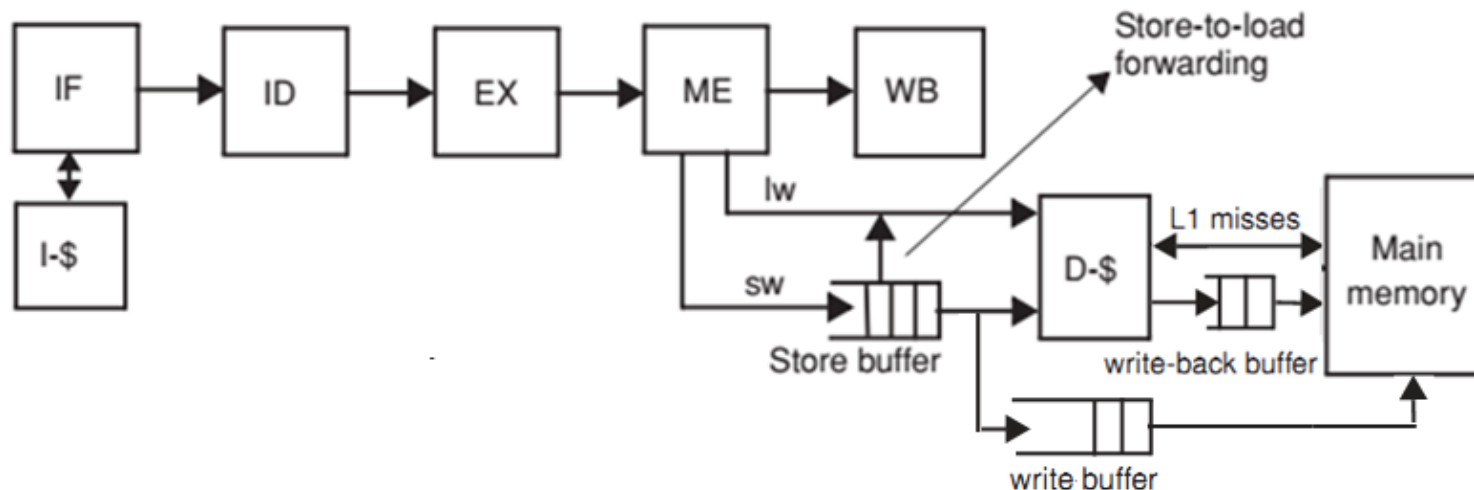 Store-to-load
forwarding
IF
ID
EX
ME
WB
lw
I-$
sw
D-$
L1 misses
Main
memory
Store buffer
write-back buffer
write buffer